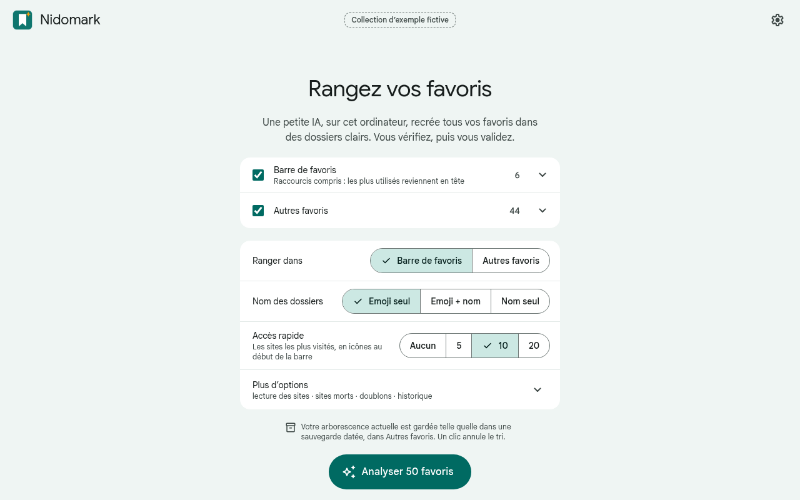 Nidomark
Collection d'exemple fictive
Rangez vos favoris
Une petite IA, sur cet ordinateur, recrée tous vos favoris dans
des dossiers clairs. Vous vérifiez, puis vous validez.
Barre de favoris
Raccourcis compris : les plus utilisés reviennent en tête
6
Autres favoris
44
Ranger dans
Barre de favoris
Autres favoris
Nom des dossiers
Emoji seul
Emoji + nom
Nom seul
Accès rapide
Les sites les plus visités, en icônes au
début de la barre
Aucun
5
10
20
Plus d'options
lecture des sites · sites morts · doublons · historique
Votre arborescence actuelle est gardée telle quelle dans une
sauvegarde datée, dans Autres favoris. Un clic annule le tri.
Analyser 50 favoris